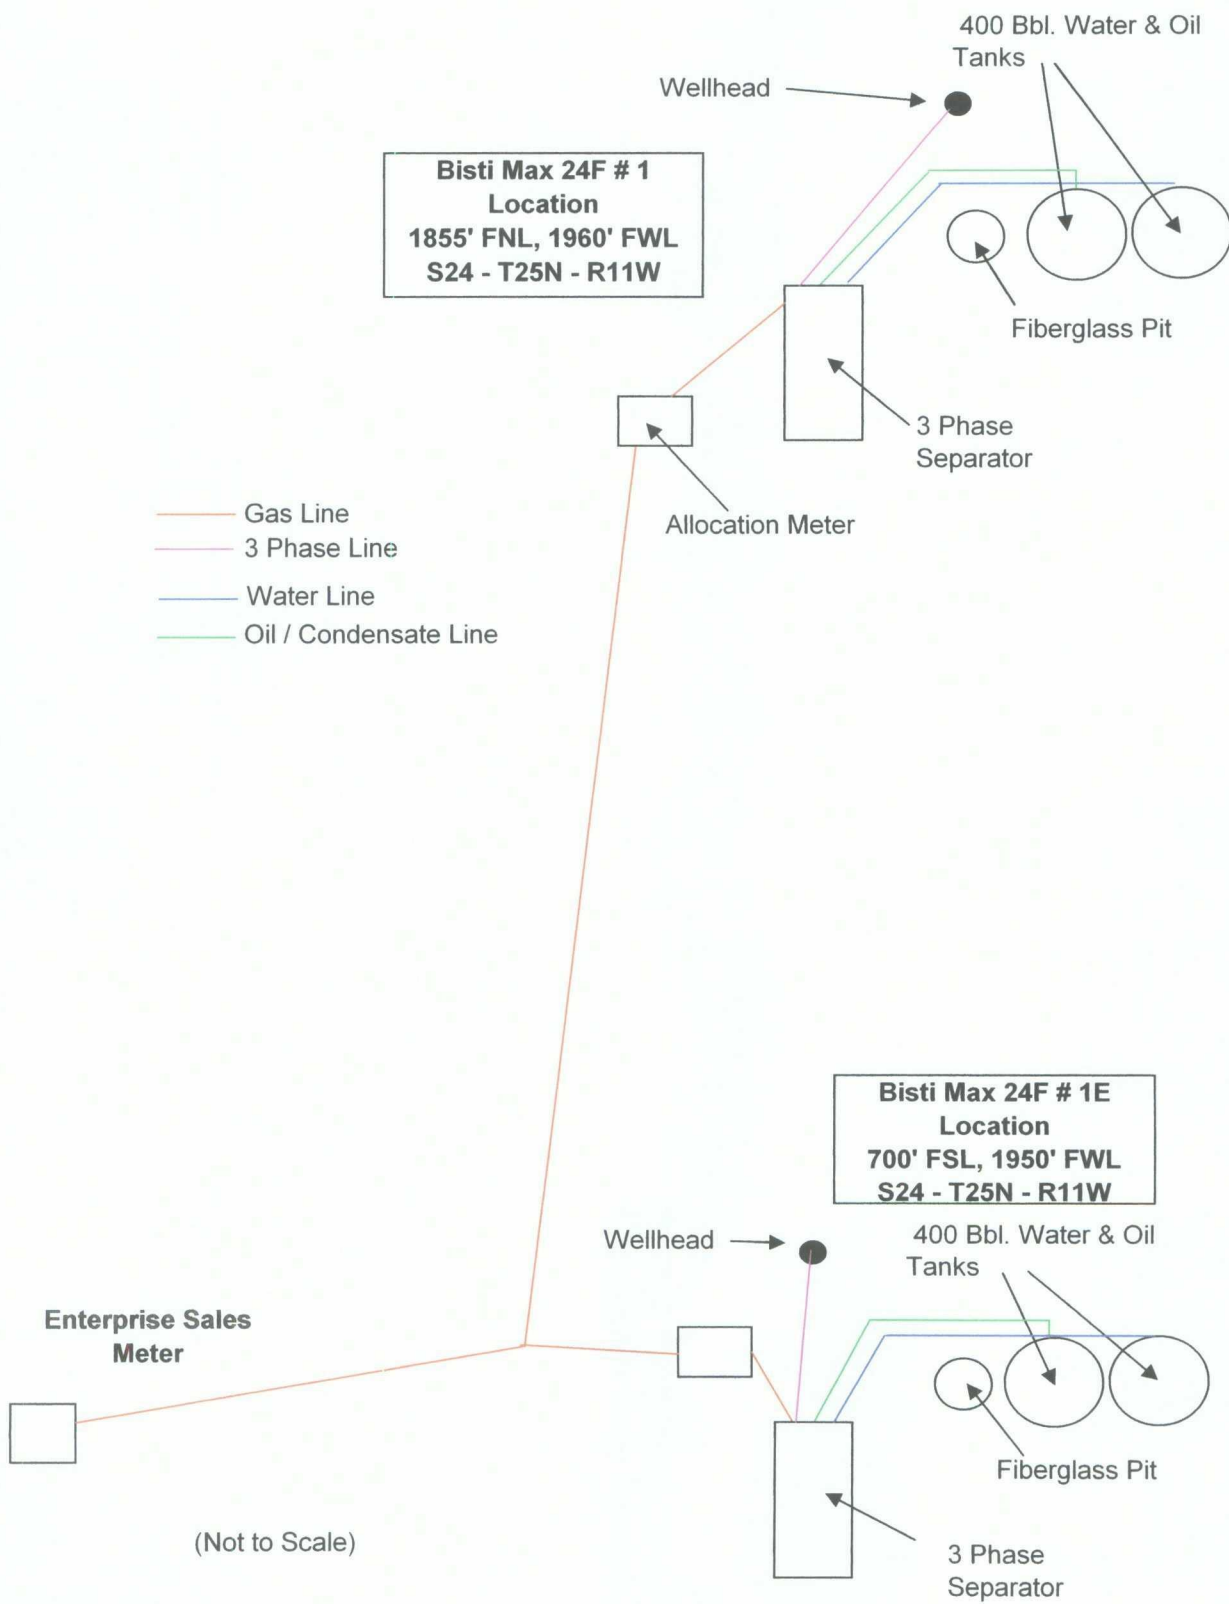 400 Bbl. Water & Oil
Tanks
Wellhead
Bisti Max 24F # 1
Location
1855' FNL, 1960' FWL
S24 - T25N - R11W
Fiberglass Pit
3 Phase
Separator
Allocation Meter
Gas Line
3 Phase Line
Water Line
Oil / Condensate Line
Bisti Max 24F # 1E
Location
700' FSL, 1950' FWL
S24 - T25N - R11W
Wellhead
400 Bbl. Water & Oil
Tanks
Enterprise Sales
Meter
Fiberglass Pit
(Not to Scale)
3 Phase
Separator